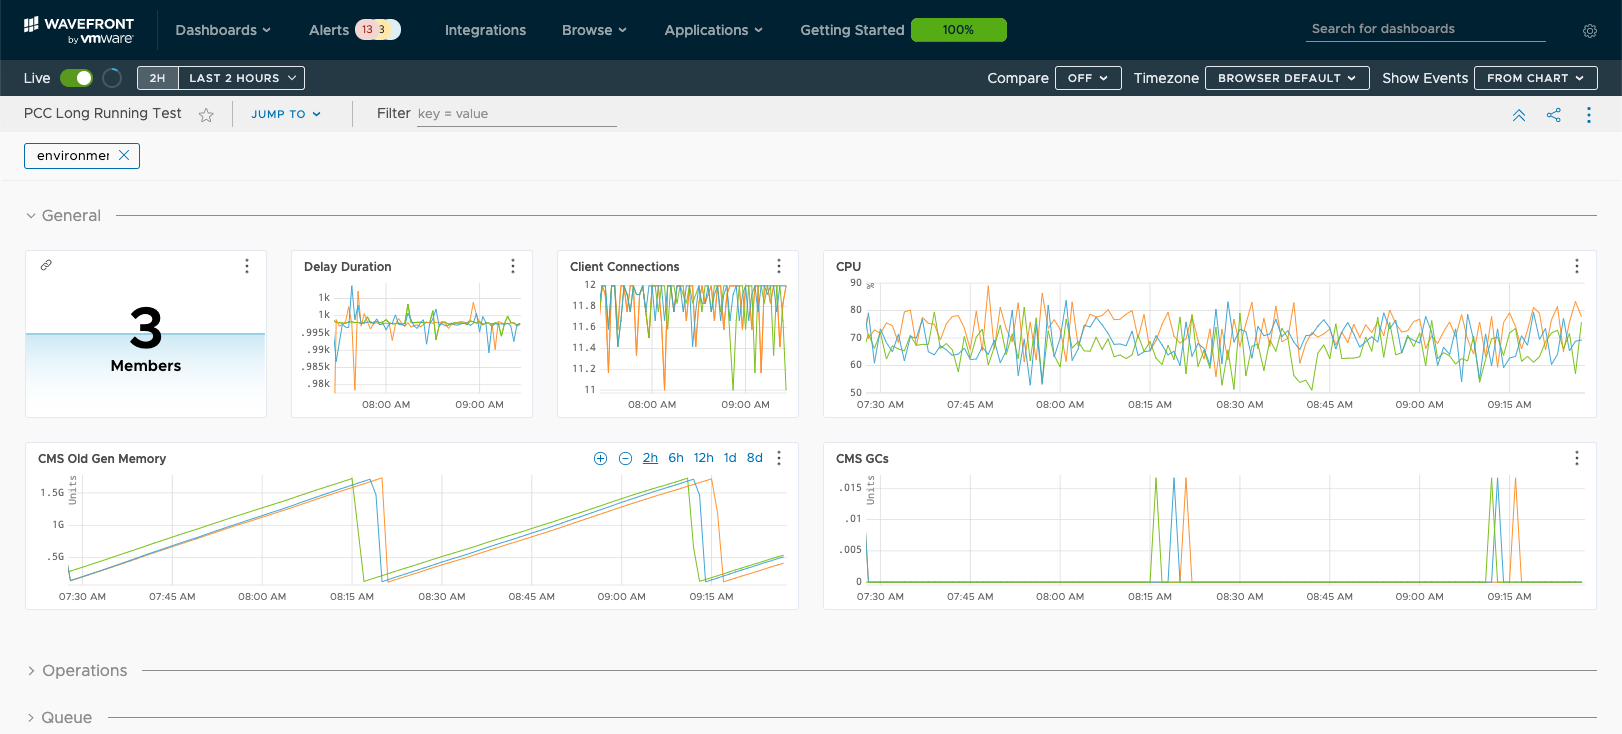 WAVEFRONT
by vmware
Dashboards
Alerts 13 3
Integrations
Browse
Applications
Getting Started 100%
Search for dashboards
Live
2H LAST 2 HOURS
Compare OFF
Timezone BROWSER DEFAULT
Show Events FROM CHART
PCC Long Running Test
JUMP TO
Filter key = value
environmen
General
3
Members
Delay Duration
1k
1k
.995k
.99k
.985k
.98k
08:00 AM 09:00 AM
Client Connections
12
11.8
11.6
11.4
11.2
11
08:00 AM 09:00 AM
CPU
90 %
80
70
60
50
07:30 AM 07:45 AM 08:00 AM 08:15 AM 08:30 AM 08:45 AM 09:00 AM 09:15 AM
CMS Old Gen Memory
2h 6h 12h 1d 8d
Units
1.5G
1G
.5G
07:30 AM 07:45 AM 08:00 AM 08:15 AM 08:30 AM 08:45 AM 09:00 AM 09:15 AM
CMS GCs
Units
.015
.01
.005
0
07:30 AM 07:45 AM 08:00 AM 08:15 AM 08:30 AM 08:45 AM 09:00 AM 09:15 AM
Operations
Queue